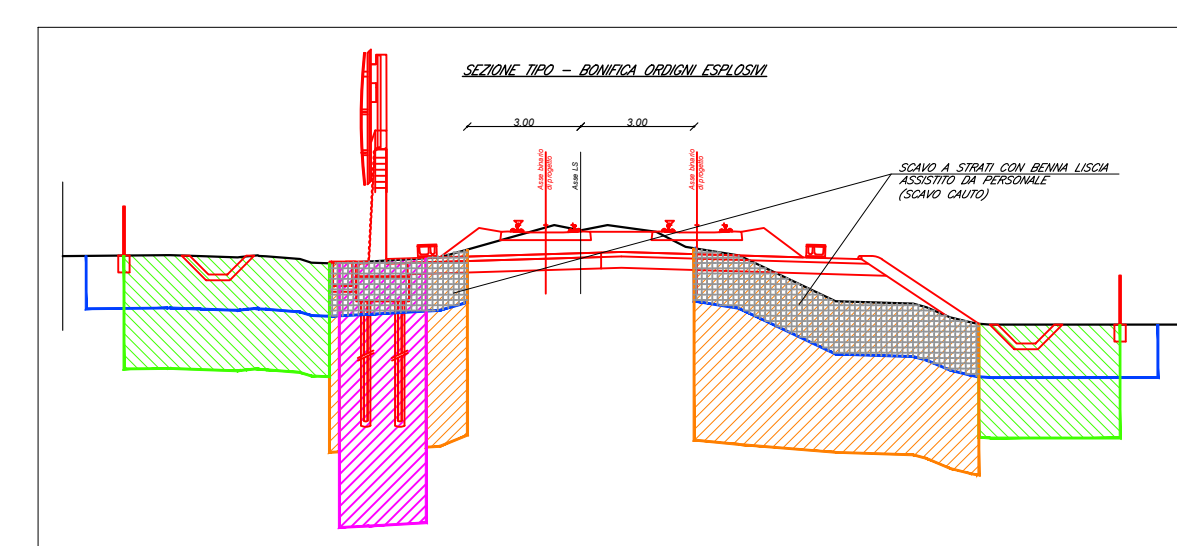 SEZIONE TIPO – BONIFICA ORDIGNI ESPLOSIVI
3.00
3.00
Asse binario
di progetto
Asse LS
Asse binario
di progetto
SCAVO A STRATI CON BENNA LISCIA
ASSISTITO DA PERSONALE
(SCAVO CAUTO)